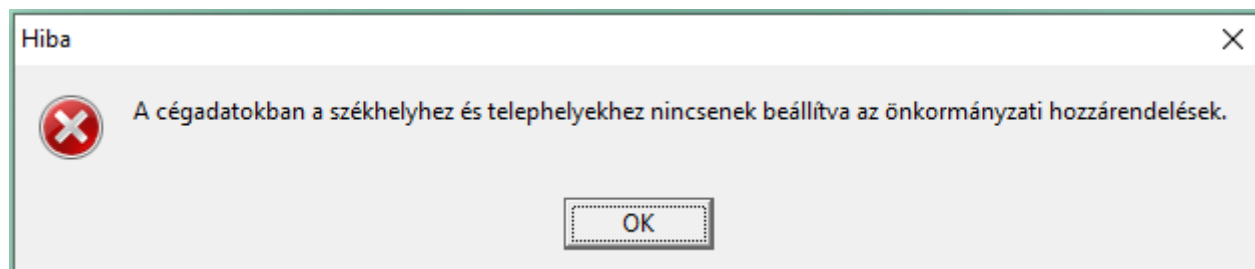 Hiba
A cégadatokban a székhelyhez és telephelyekhez nincsenek beállítva az önkormányzati hozzárendelések.
OK